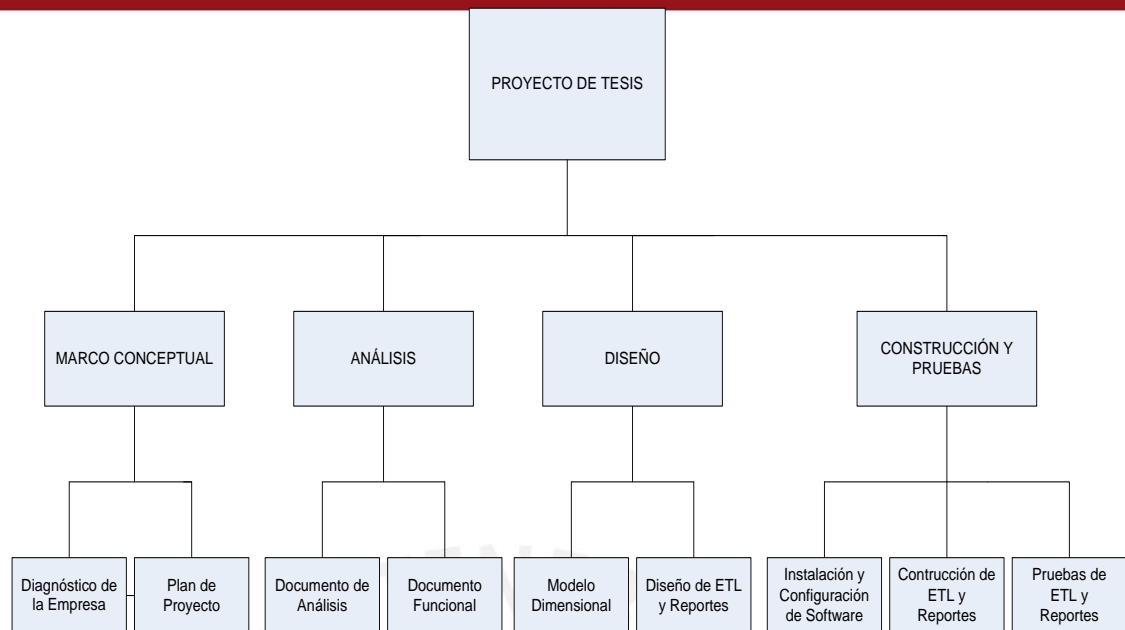 PROYECTO DE TESIS
MARCO CONCEPTUAL
ANÁLISIS
DISEÑO
CONSTRUCCIÓN Y
PRUEBAS
Diagnóstico de
la Empresa
Plan de
Proyecto
Documento de
Análisis
Documento
Funcional
Modelo
Dimensional
Diseño de ETL
y Reportes
Instalación y
Configuración
de Software
Contrucción de
ETL y
Reportes
Pruebas de
ETL y
Reportes